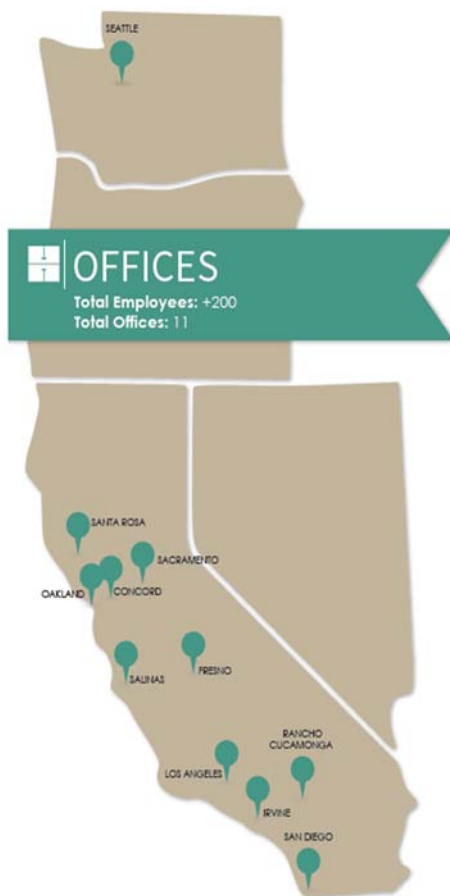 SEATTLE
OFFICES
Total Employees: +200
Total Offices: 11
SANTA ROSA
SACRAMENTO
OAKLAND
CONCORD
SALINAS
FRESNO
RANCHO
CUCAMONGA
LOS ANGELES
IRVINE
SAN DIEGO